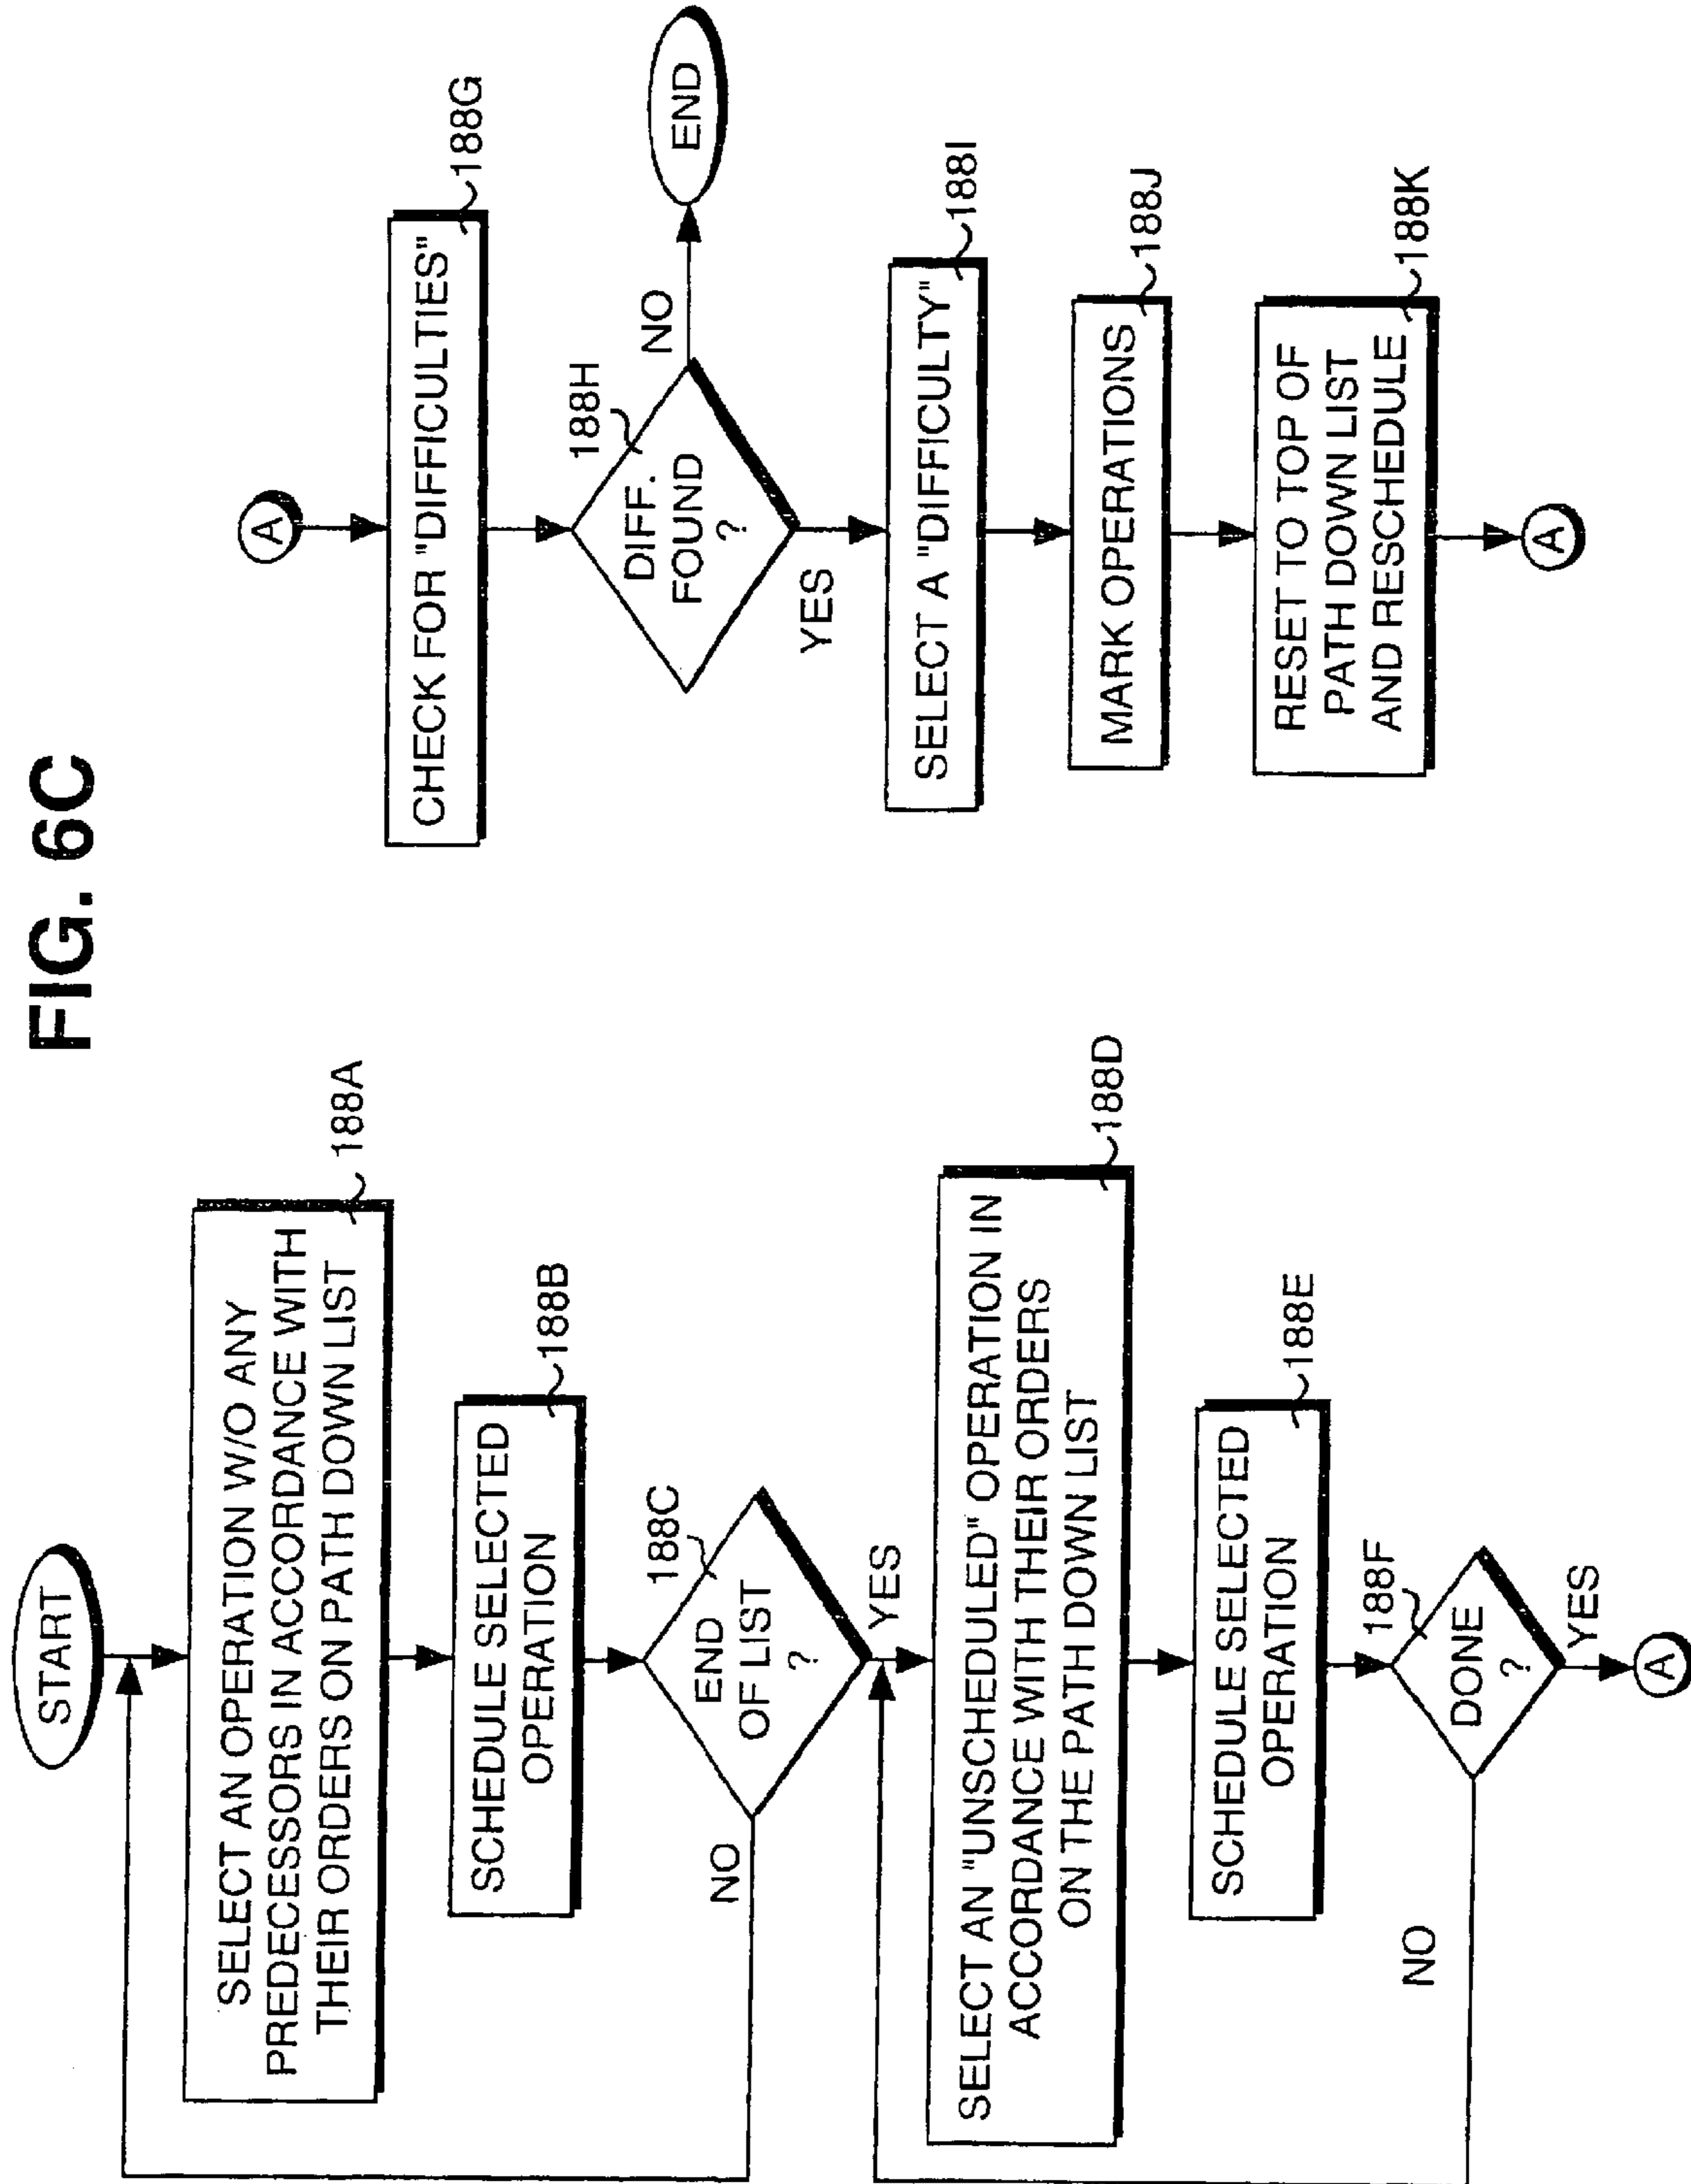 FIG. 6C
START
SELECT AN OPERATION W/O ANY
PREDECESSORS IN ACCORDANCE WITH
THEIR ORDERS ON PATH DOWN LIST
188A
SCHEDULE SELECTED
OPERATION
188B
188C
END
OF LIST
?
NO
YES
SELECT AN "UNSCHEDULED" OPERATION IN
ACCORDANCE WITH THEIR ORDERS
ON THE PATH DOWN LIST
188D
SCHEDULE SELECTED
OPERATION
188E
188F
DONE
?
NO
YES
A
A
CHECK FOR "DIFFICULTIES"
188G
188H
DIFF.
FOUND
?
NO
END
YES
SELECT A "DIFFICULTY"
188I
MARK OPERATIONS
188J
RESET TO TOP OF
PATH DOWN LIST
AND RESCHEDULE
188K
A